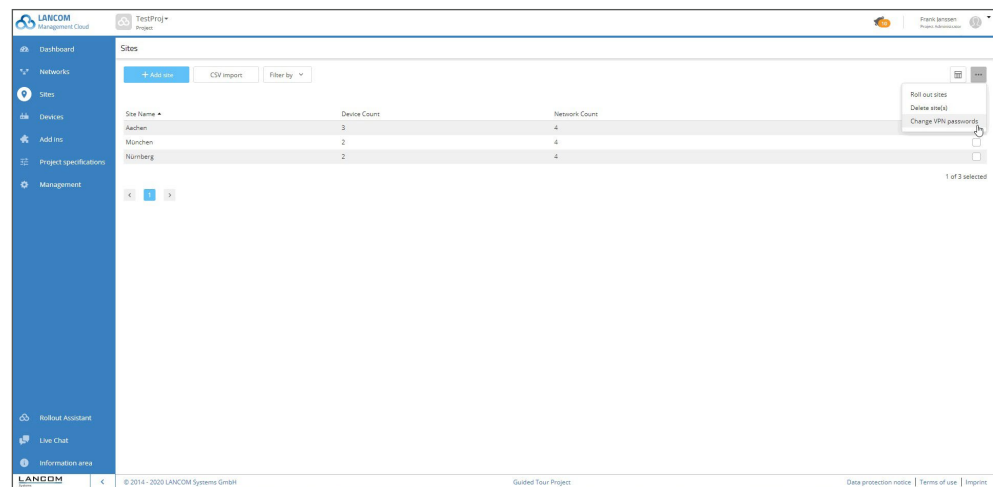 LANCOM
Management Cloud
TestProj
Project
10
Frank Janssen
Project Administrator
Dashboard
Networks
Sites
Devices
Add ins
Project specifications
Management
Sites
+ Add site
CSV import
Filter by
...
Roll out sites
Delete site(s)
Change VPN passwords
Site Name
Device Count
Network Count
Aachen
3
4
München
2
4
Nürnberg
2
4
1 of 3 selected
<
1
>
Rollout Assistant
Live Chat
Information area
LANCOM
Systems
<
© 2014 - 2020 LANCOM Systems GmbH
Guided Tour Project
Data protection notice | Terms of use | Imprint